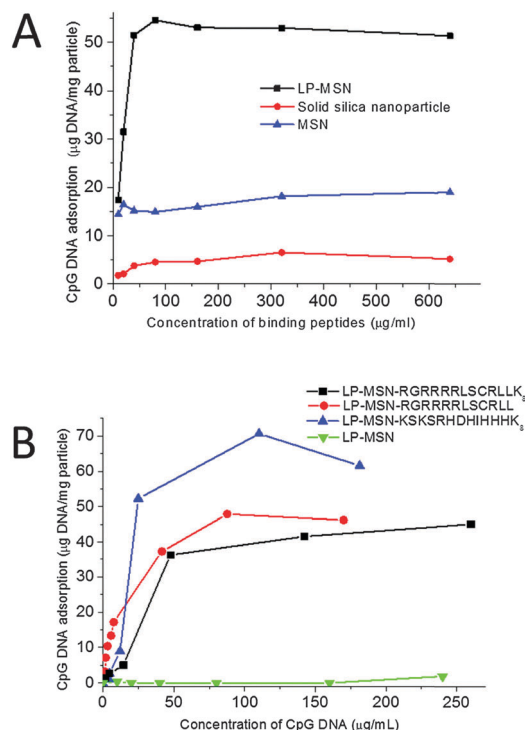 A
CpG DNA adsorption (μg DNA/mg particle)
50
40
30
20
10
0
LP-MSN
Solid silica nanoparticle
MSN
0 100 200 300 400 500 600
Concentration of binding peptides (μg/ml)
B
CpG DNA adsorption (μg DNA/mg particle)
LP-MSN-RGRRRRLSCRLLK₈
LP-MSN-RGRRRRLSCRLL
LP-MSN-KSKSRHDHIHHHK₈
LP-MSN
70
60
50
40
30
20
10
0
0 50 100 150 200 250
Concentration of CpG DNA (μg/mL)